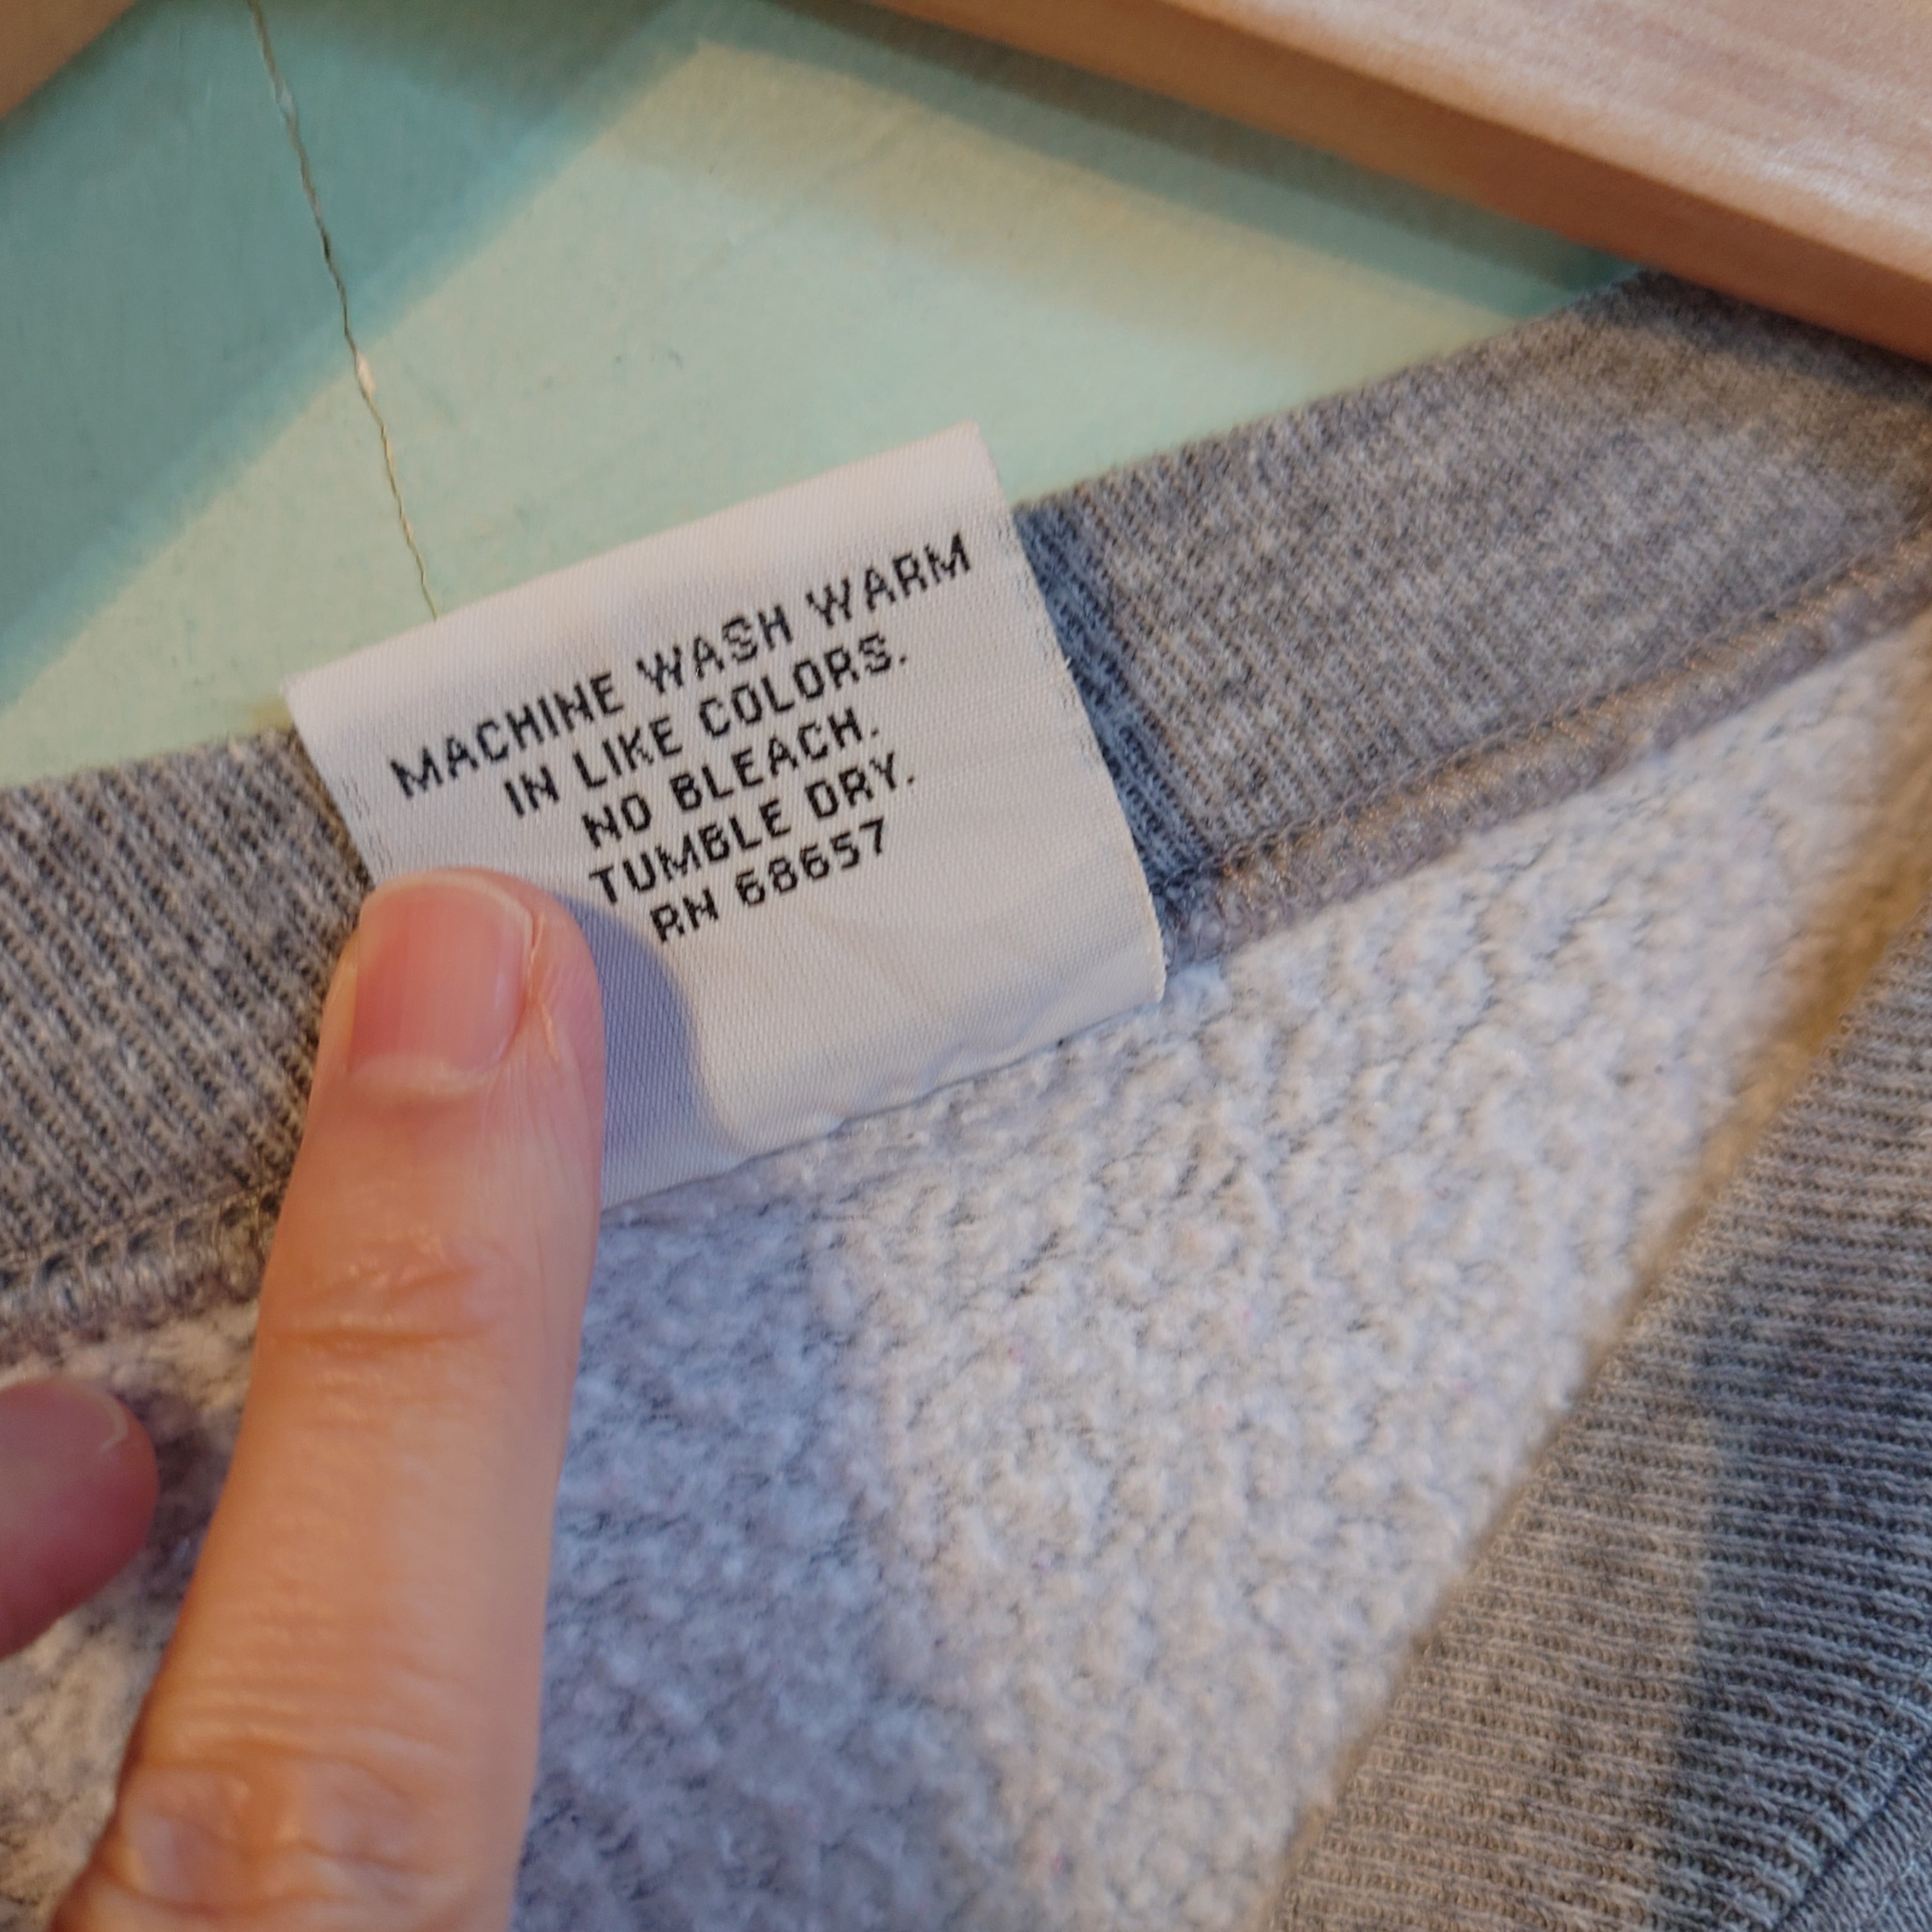 MACHINE WASH WARM
IN LIKE COLORS.
NO BLEACH.
TUMBLE DRY.
RN 68657